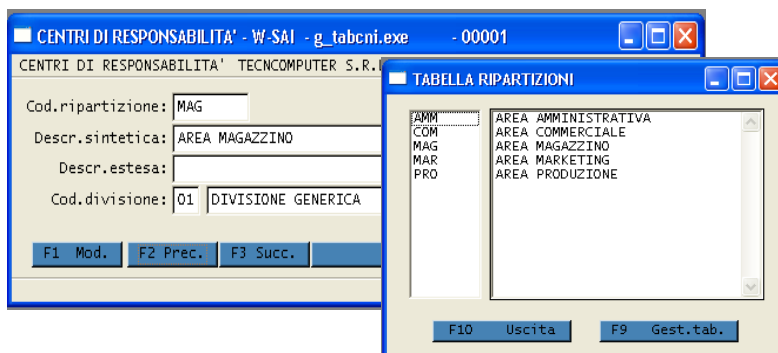 CENTRI DI RESPONSABILITA' - W-SAI - g_tabcni.exe - 00001
CENTRI DI RESPONSABILITA' TECNCOMPUTER S.R.
Cod.ripartizione: MAG
Descr.sintetica: AREA MAGAZZINO
Descr.estesa:
Cod.divisione: 01 DIVISIONE GENERICA
F1 Mod. F2 Prec. F3 Succ.
TABELLA RIPARTIZIONI
AMM AREA AMMINISTRATIVA
COM AREA COMMERCIALE
MAG AREA MAGAZZINO
MAR AREA MARKETING
PRO AREA PRODUZIONE
F10 Uscita F9 Gest.tab.